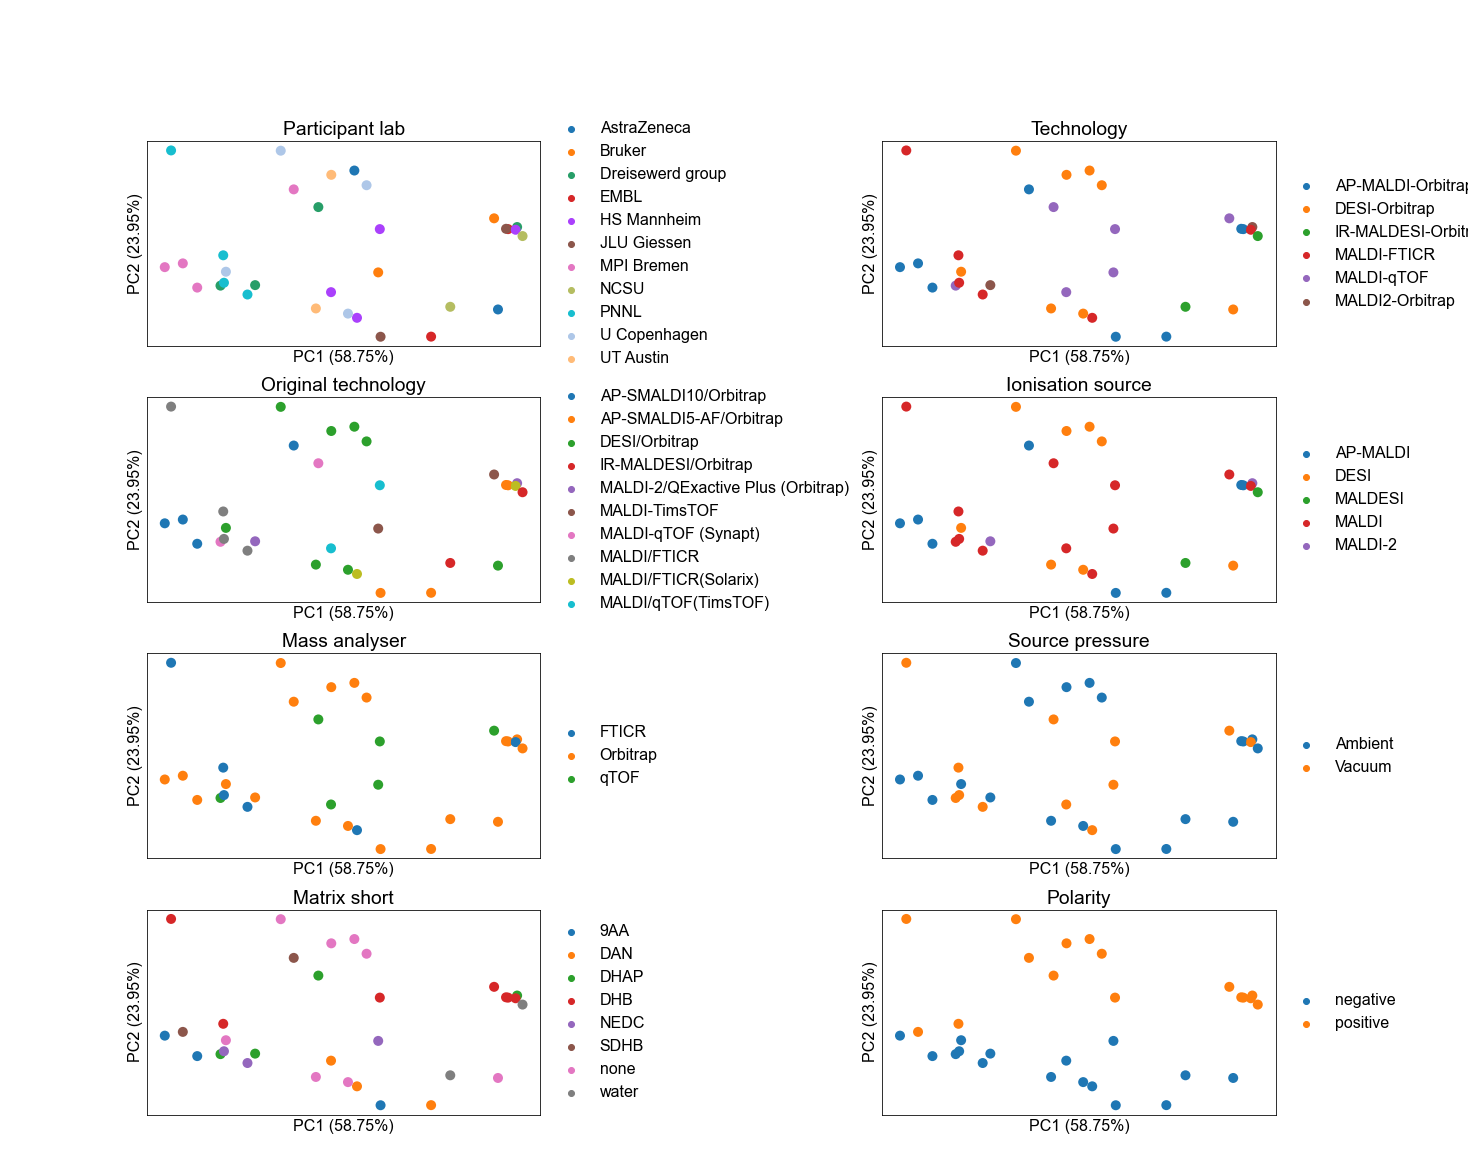 Participant lab
PC2 (23.95%)
PC1 (58.75%)
AstraZeneca
Bruker
Dreisewerd group
EMBL
HS Mannheim
JLU Giessen
MPI Bremen
NCSU
PNNL
U Copenhagen
UT Austin
Technology
PC2 (23.95%)
PC1 (58.75%)
AP-MALDI-Orbitrap
DESI-Orbitrap
IR-MALDESI-Orbitr
MALDI-FTICR
MALDI-qTOF
MALDI2-Orbitrap
Original technology
PC2 (23.95%)
PC1 (58.75%)
AP-SMALDI10/Orbitrap
AP-SMALDI5-AF/Orbitrap
DESI/Orbitrap
IR-MALDESI/Orbitrap
MALDI-2/QExactive Plus (Orbitrap)
MALDI-TimsTOF
MALDI-qTOF (Synapt)
MALDI/FTICR
MALDI/FTICR(Solarix)
MALDI/qTOF(TimsTOF)
Ionisation source
PC2 (23.95%)
PC1 (58.75%)
AP-MALDI
DESI
MALDESI
MALDI
MALDI-2
Mass analyser
PC2 (23.95%)
PC1 (58.75%)
FTICR
Orbitrap
qTOF
Source pressure
PC2 (23.95%)
PC1 (58.75%)
Ambient
Vacuum
Matrix short
PC2 (23.95%)
PC1 (58.75%)
9AA
DAN
DHAP
DHB
NEDC
SDHB
none
water
Polarity
PC2 (23.95%)
PC1 (58.75%)
negative
positive